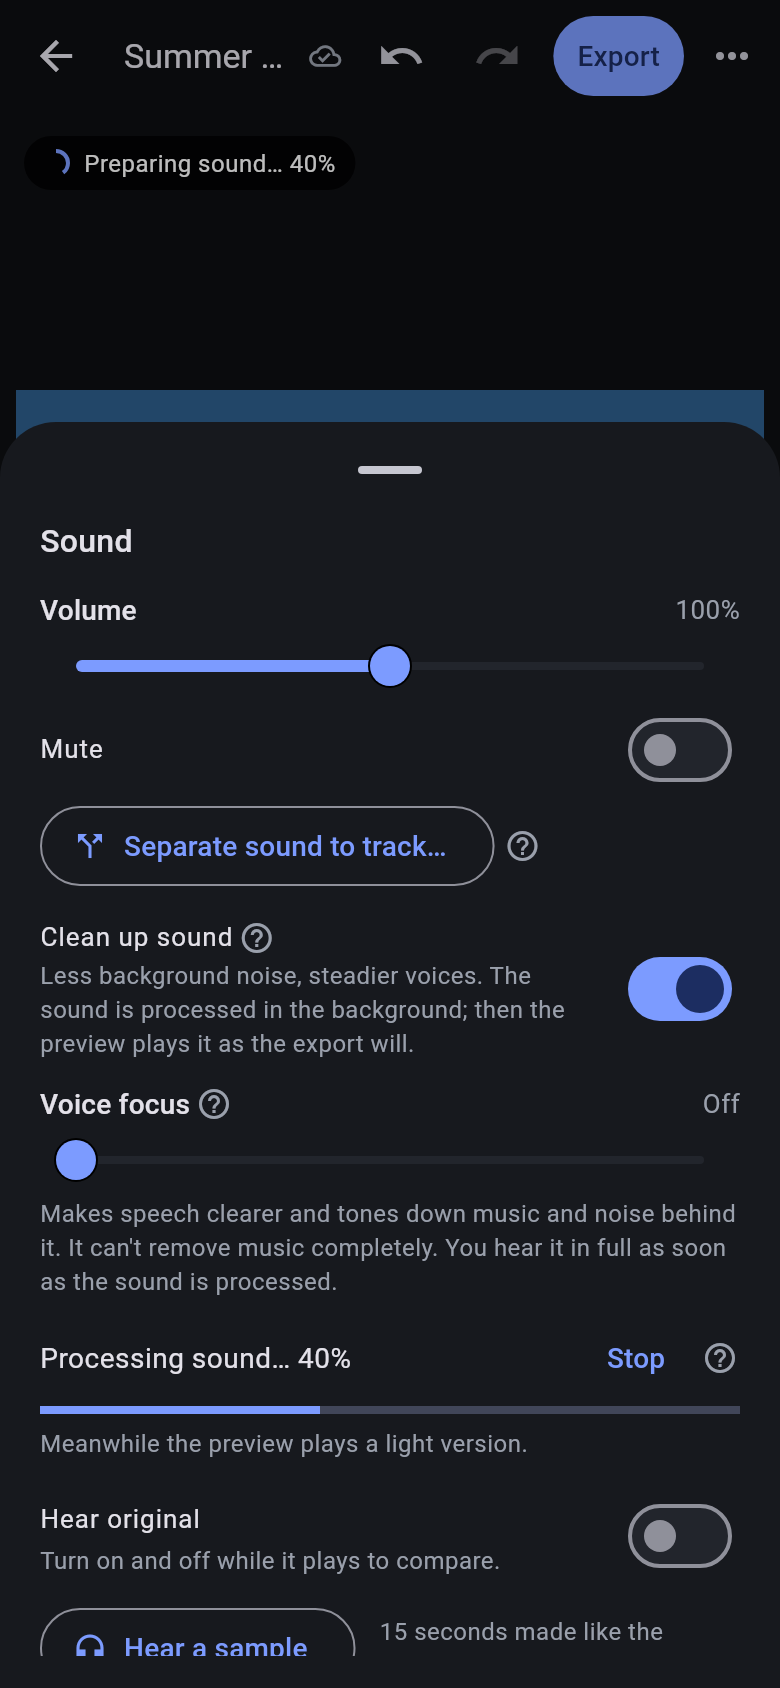 Summer ...
Export
Preparing sound... 40%
Sound
Volume
100%
Mute
Separate sound to track...
Clean up sound
Less background noise, steadier voices. The
sound is processed in the background; then the
preview plays it as the export will.
Voice focus
Off
Makes speech clearer and tones down music and noise behind
it. It can't remove music completely. You hear it in full as soon
as the sound is processed.
Processing sound... 40%
Stop
Meanwhile the preview plays a light version.
Hear original
Turn on and off while it plays to compare.
Hear a sample
15 seconds made like the